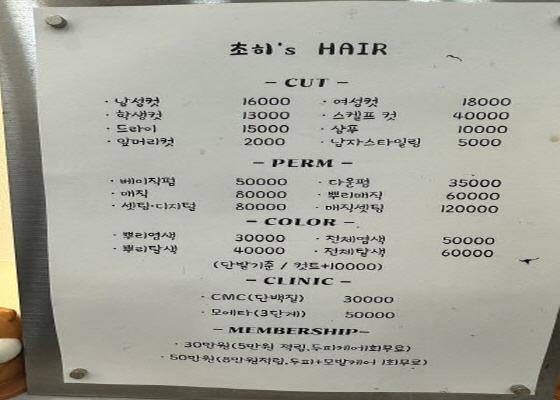 초히's HAIR
- CUT -
· 남성컷 16000 · 여성컷 18000
· 학생컷 13000 · 스켈프 컷 40000
· 드라이 15000 · 샴푸 10000
· 앞머리컷 2000 · 남자스타일링 5000
- PERM -
· 베이직펌 50000 · 다운펌 35000
· 매직 80000 · 뿌리매직 60000
· 셋팅·디지털 80000 · 매직셋팅 120000
- COLOR -
· 뿌리염색 30000 · 전체염색 50000
· 뿌리탈색 40000 · 전체탈색 60000
(단발기준 / 컷트+10000)
- CLINIC -
· CMC(단백질) 30000
· 모에타(3단계) 50000
- MEMBERSHIP-
· 30만원(5만원 적립,두피케어1회무료)
· 50만원(8만원적립,두피+모발케어 1회무료)